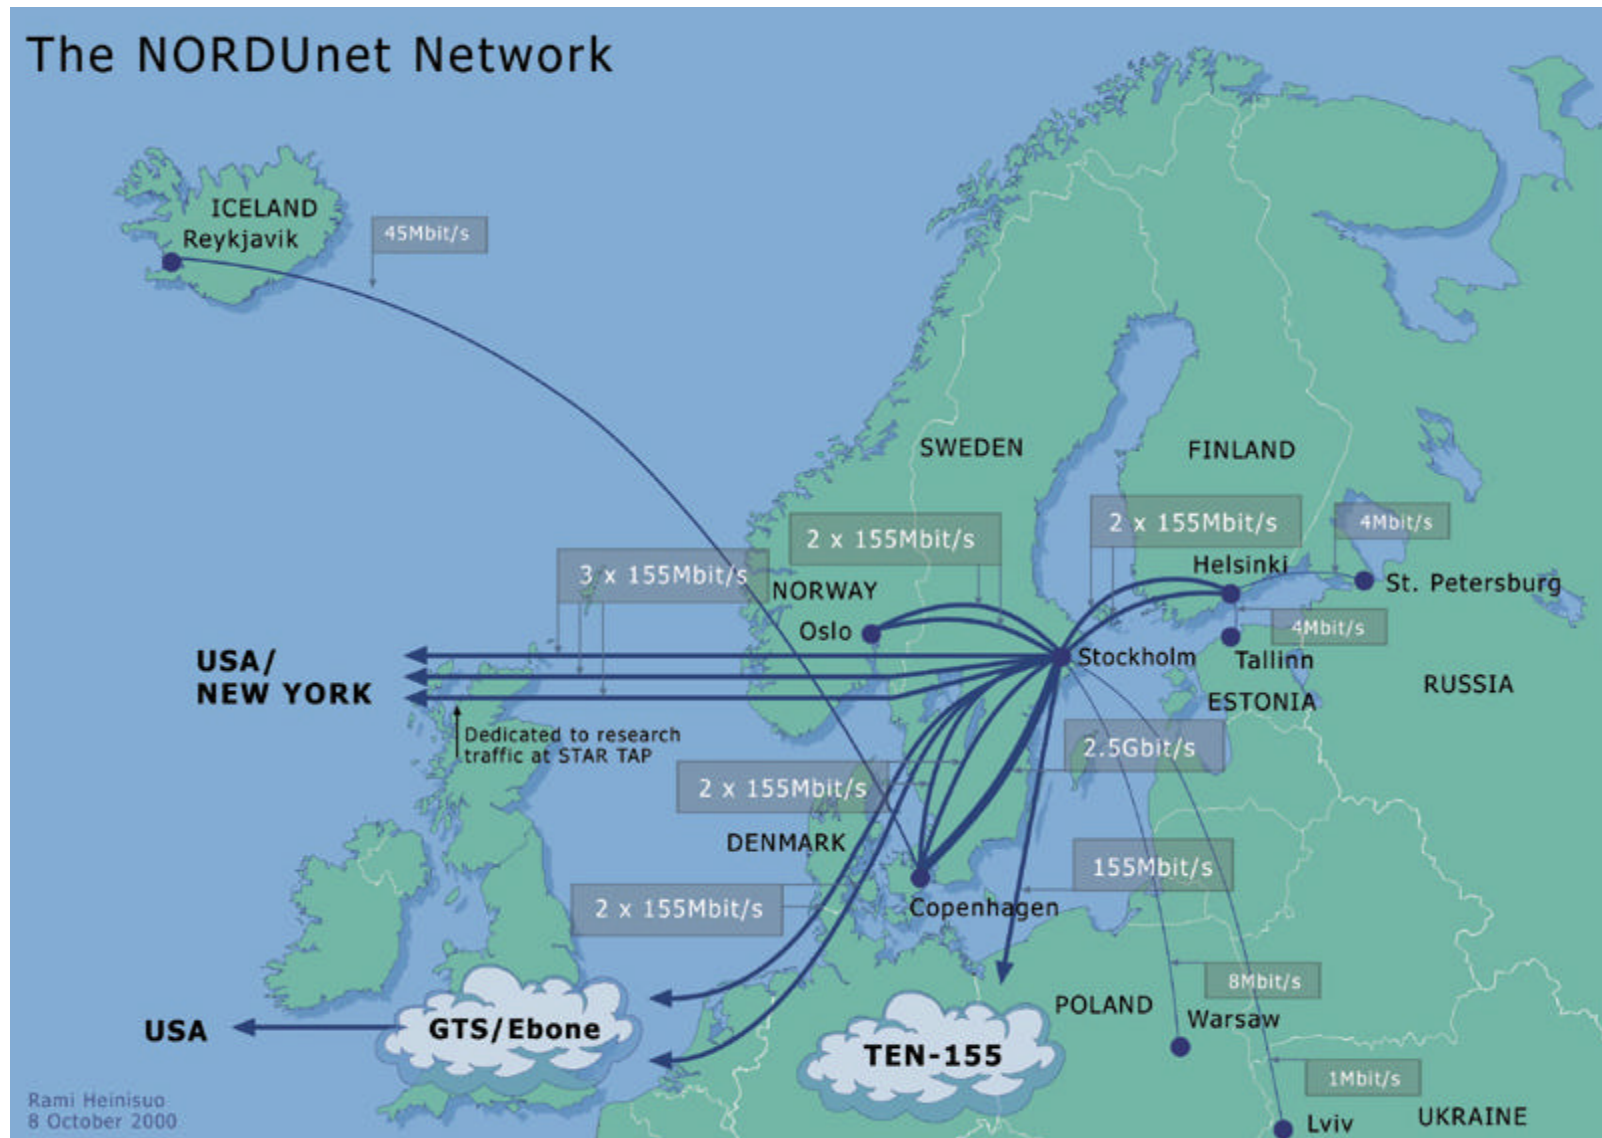 The NORDUnet Network
ICELAND
Reykjavik
45Mbit/s
SWEDEN
FINLAND
2 x 155Mbit/s
2 x 155Mbit/s
4Mbit/s
3 x 155Mbit/s
Helsinki
NORWAY
St. Petersburg
Oslo
4Mbit/s
USA/
NEW YORK
Stockholm
Tallinn
ESTONIA
RUSSIA
Dedicated to research
traffic at STAR TAP
2.5Gbit/s
2 x 155Mbit/s
DENMARK
155Mbit/s
2 x 155Mbit/s
Copenhagen
8Mbit/s
POLAND
Warsaw
USA
GTS/Ebone
TEN-155
1Mbit/s
Rami Heinisuo
8 October 2000
Lviv
UKRAINE